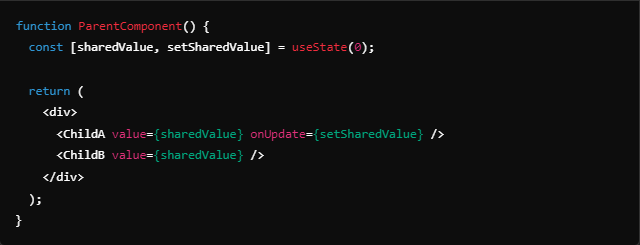 function ParentComponent() {
  const [sharedValue, setSharedValue] = useState(0);

  return (
    <div>
      <ChildA value={sharedValue} onUpdate={setSharedValue} />
      <ChildB value={sharedValue} />
    </div>
  );
}